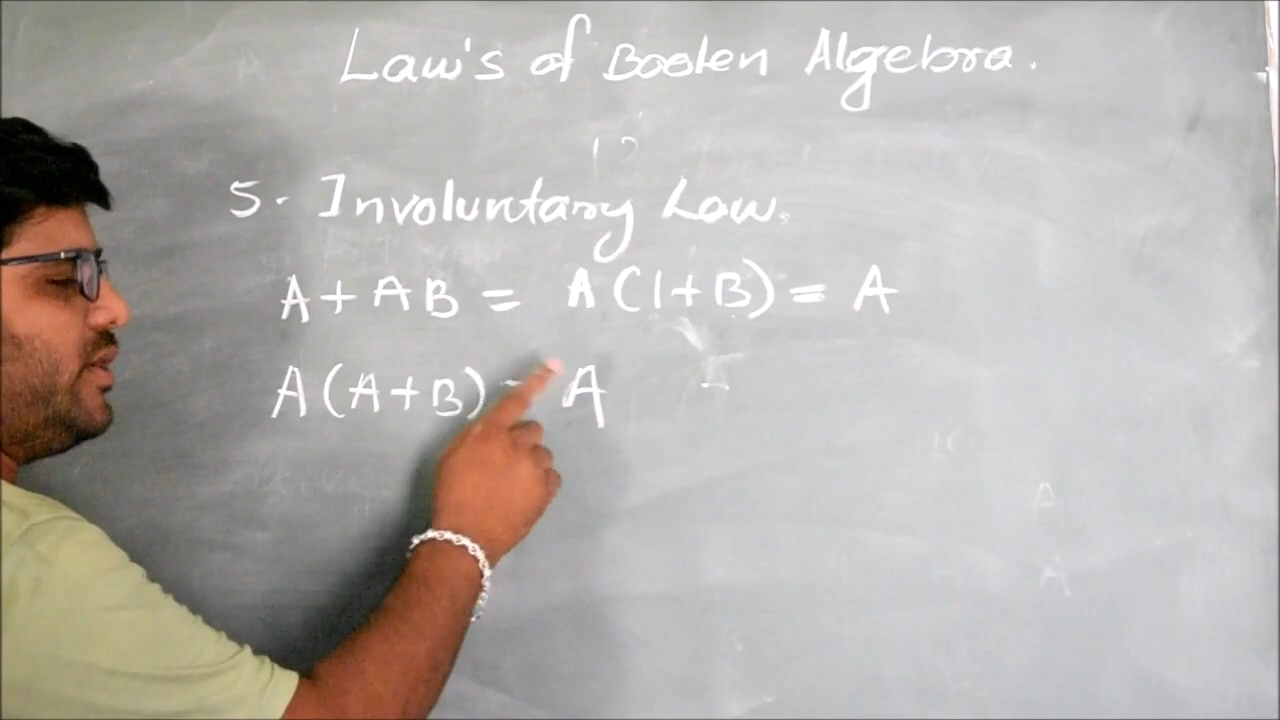 Law's of Boolen Algebra.
5. Involuntary Law.
A + AB = A(1+B) = A
A(A+B) = A